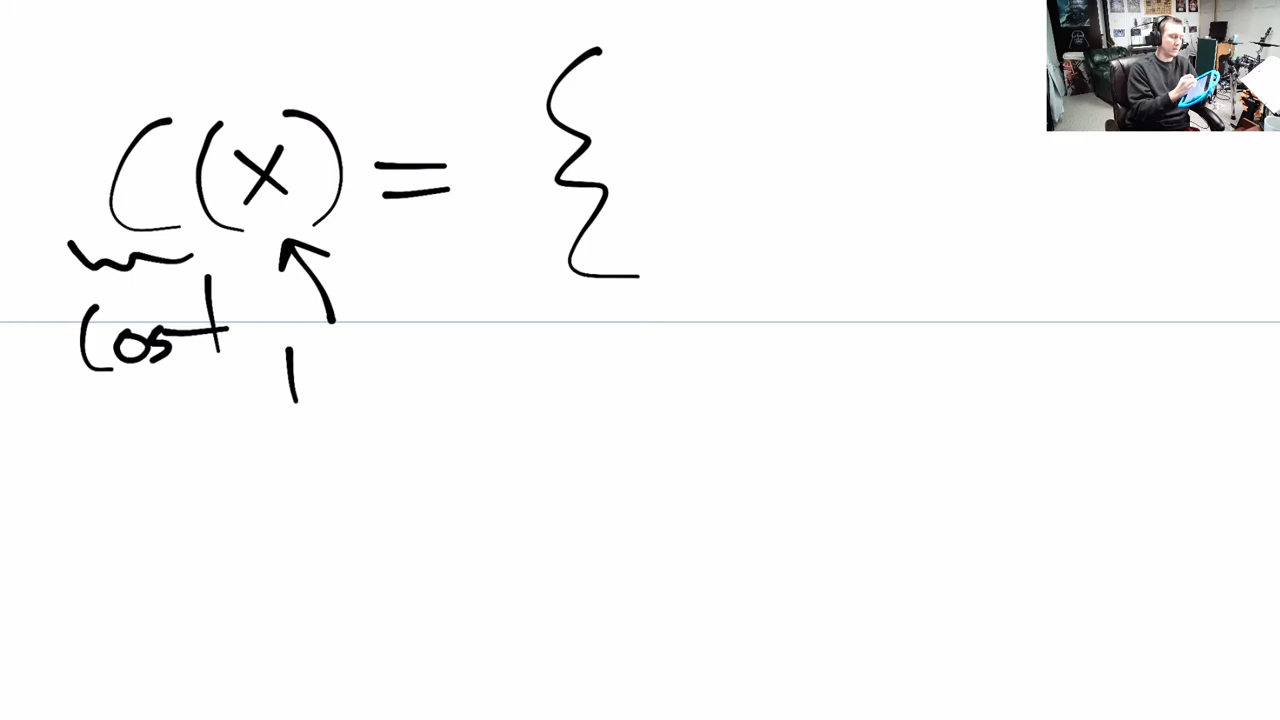 C(x) = {
Cost